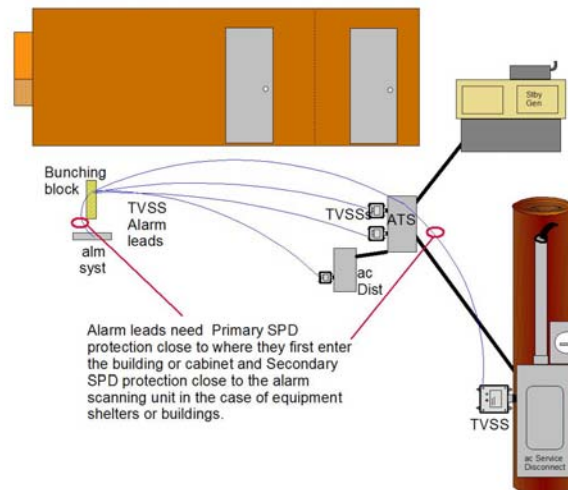 Stby
Gen
Bunching
block
TVSS
Alarm
leads
alm
syst
TVSSs
ATS
ac
Dist
Alarm leads need Primary SPD
protection close to where they first enter
the building or cabinet and Secondary
SPD protection close to the alarm
scanning unit in the case of equipment
shelters or buildings.
TVSS
ac Service
Disconnect